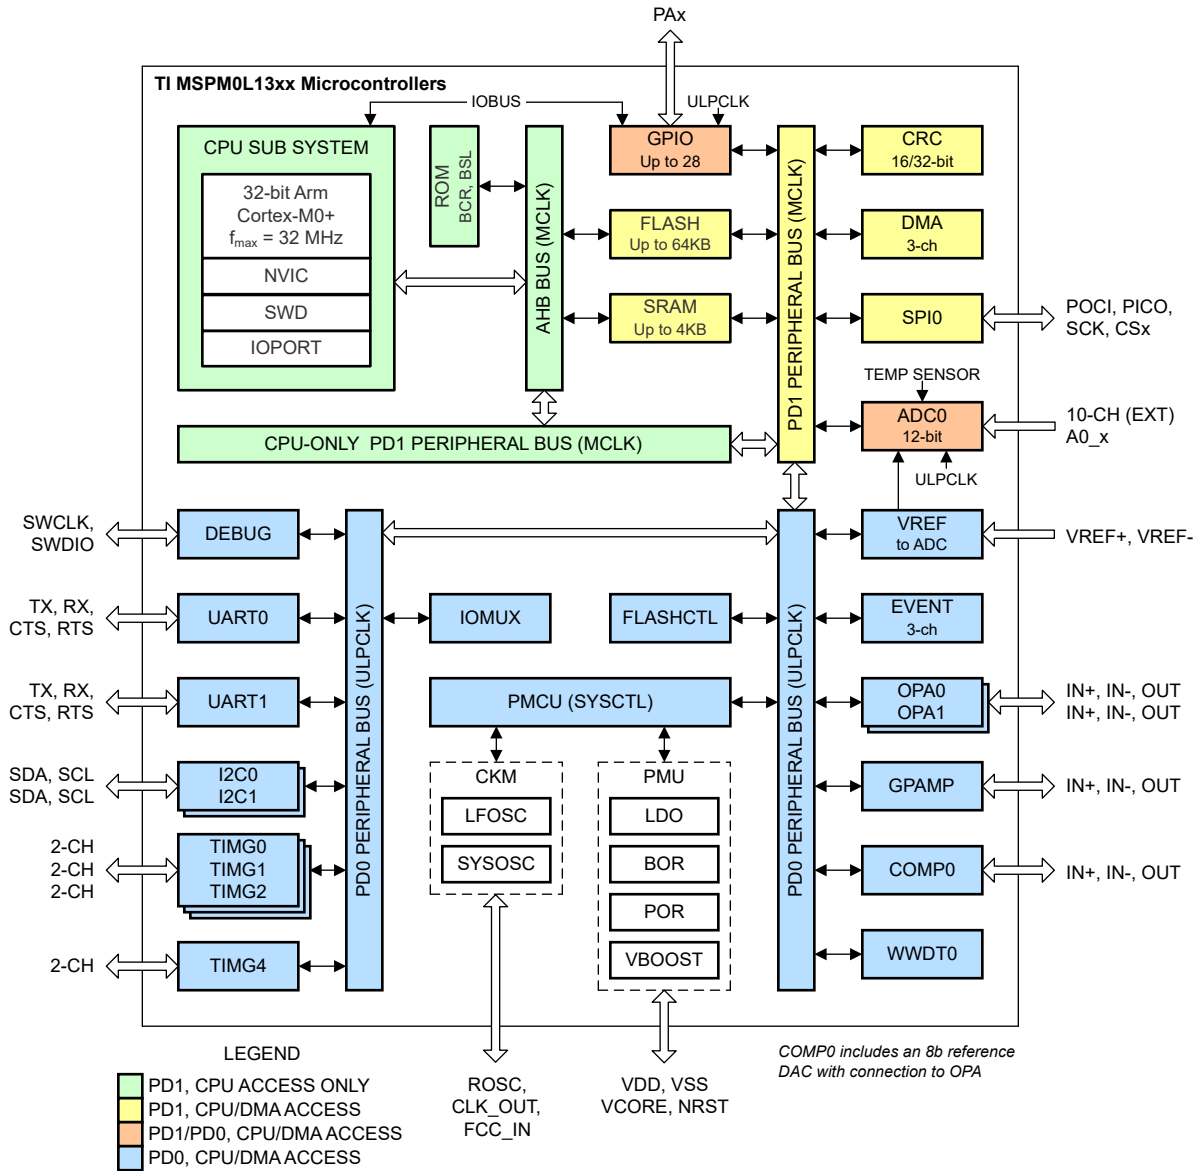 PAx
TI MSPM0L13xx Microcontrollers
IOBUS
ULPCLK
CPU SUB SYSTEM
32-bit Arm
Cortex-M0+
fmax = 32 MHz
NVIC
SWD
IOPORT
ROM
BCR, BSL
AHB BUS (MCLK)
GPIO
Up to 28
FLASH
Up to 64KB
SRAM
Up to 4KB
PD1 PERIPHERAL BUS (MCLK)
CRC
16/32-bit
DMA
3-ch
SPI0
POCI, PICO,
SCK, CSx
TEMP SENSOR
ADC0
12-bit
10-CH (EXT)
A0_x
ULPCLK
CPU-ONLY PD1 PERIPHERAL BUS (MCLK)
SWCLK,
SWDIO
DEBUG
TX, RX,
CTS, RTS
UART0
TX, RX,
CTS, RTS
UART1
SDA, SCL
SDA, SCL
I2C0
I2C1
2-CH
2-CH
2-CH
TIMG0
TIMG1
TIMG2
2-CH
TIMG4
PD0 PERIPHERAL BUS (ULPCLK)
IOMUX
FLASHCTL
PMCU (SYSCTL)
CKM
LFOSC
SYSOSC
PMU
LDO
BOR
POR
VBOOST
PD0 PERIPHERAL BUS (ULPCLK)
VREF
to ADC
VREF+, VREF-
EVENT
3-ch
OPA0
OPA1
IN+, IN-, OUT
IN+, IN-, OUT
GPAMP
IN+, IN-, OUT
COMP0
IN+, IN-, OUT
WWDT0
LEGEND
PD1, CPU ACCESS ONLY
PD1, CPU/DMA ACCESS
PD1/PD0, CPU/DMA ACCESS
PD0, CPU/DMA ACCESS
ROSC,
CLK_OUT,
FCC_IN
VDD, VSS
VCORE, NRST
COMP0 includes an 8b reference
DAC with connection to OPA